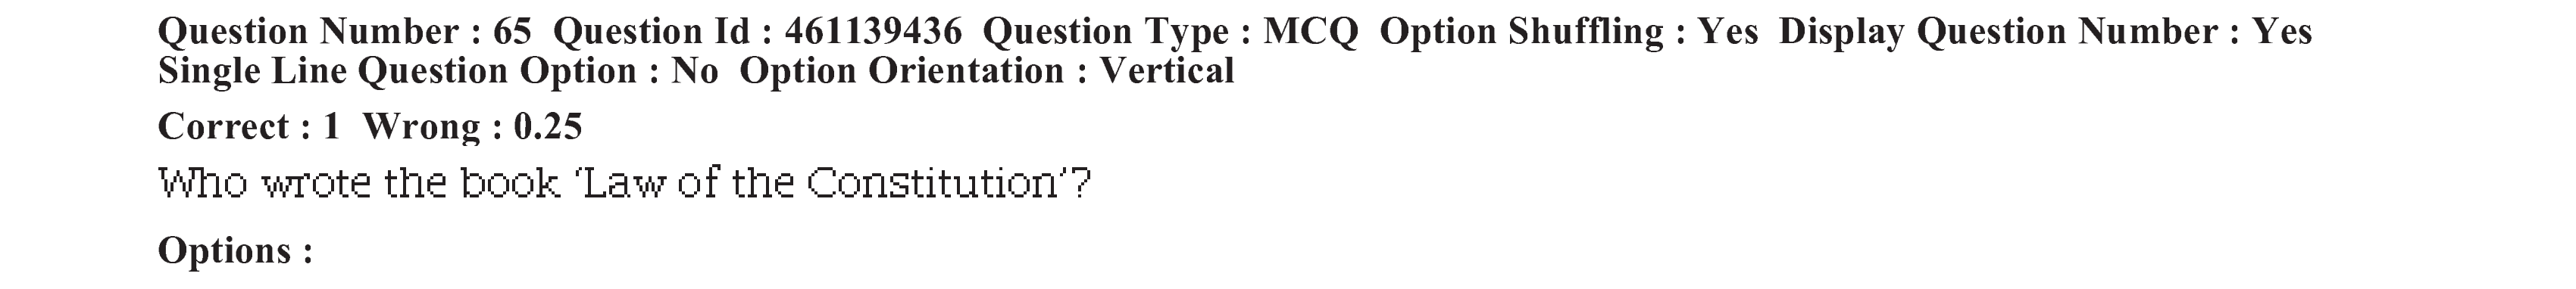 Question Number : 65 Question Id : 461139436 Question Type : MCQ Option Shuffling : Yes Display Question Number : Yes
Single Line Question Option : No Option Orientation : Vertical
Correct : 1 Wrong : 0.25
Who wrote the book ‘Law of the Constitution’?
Options :